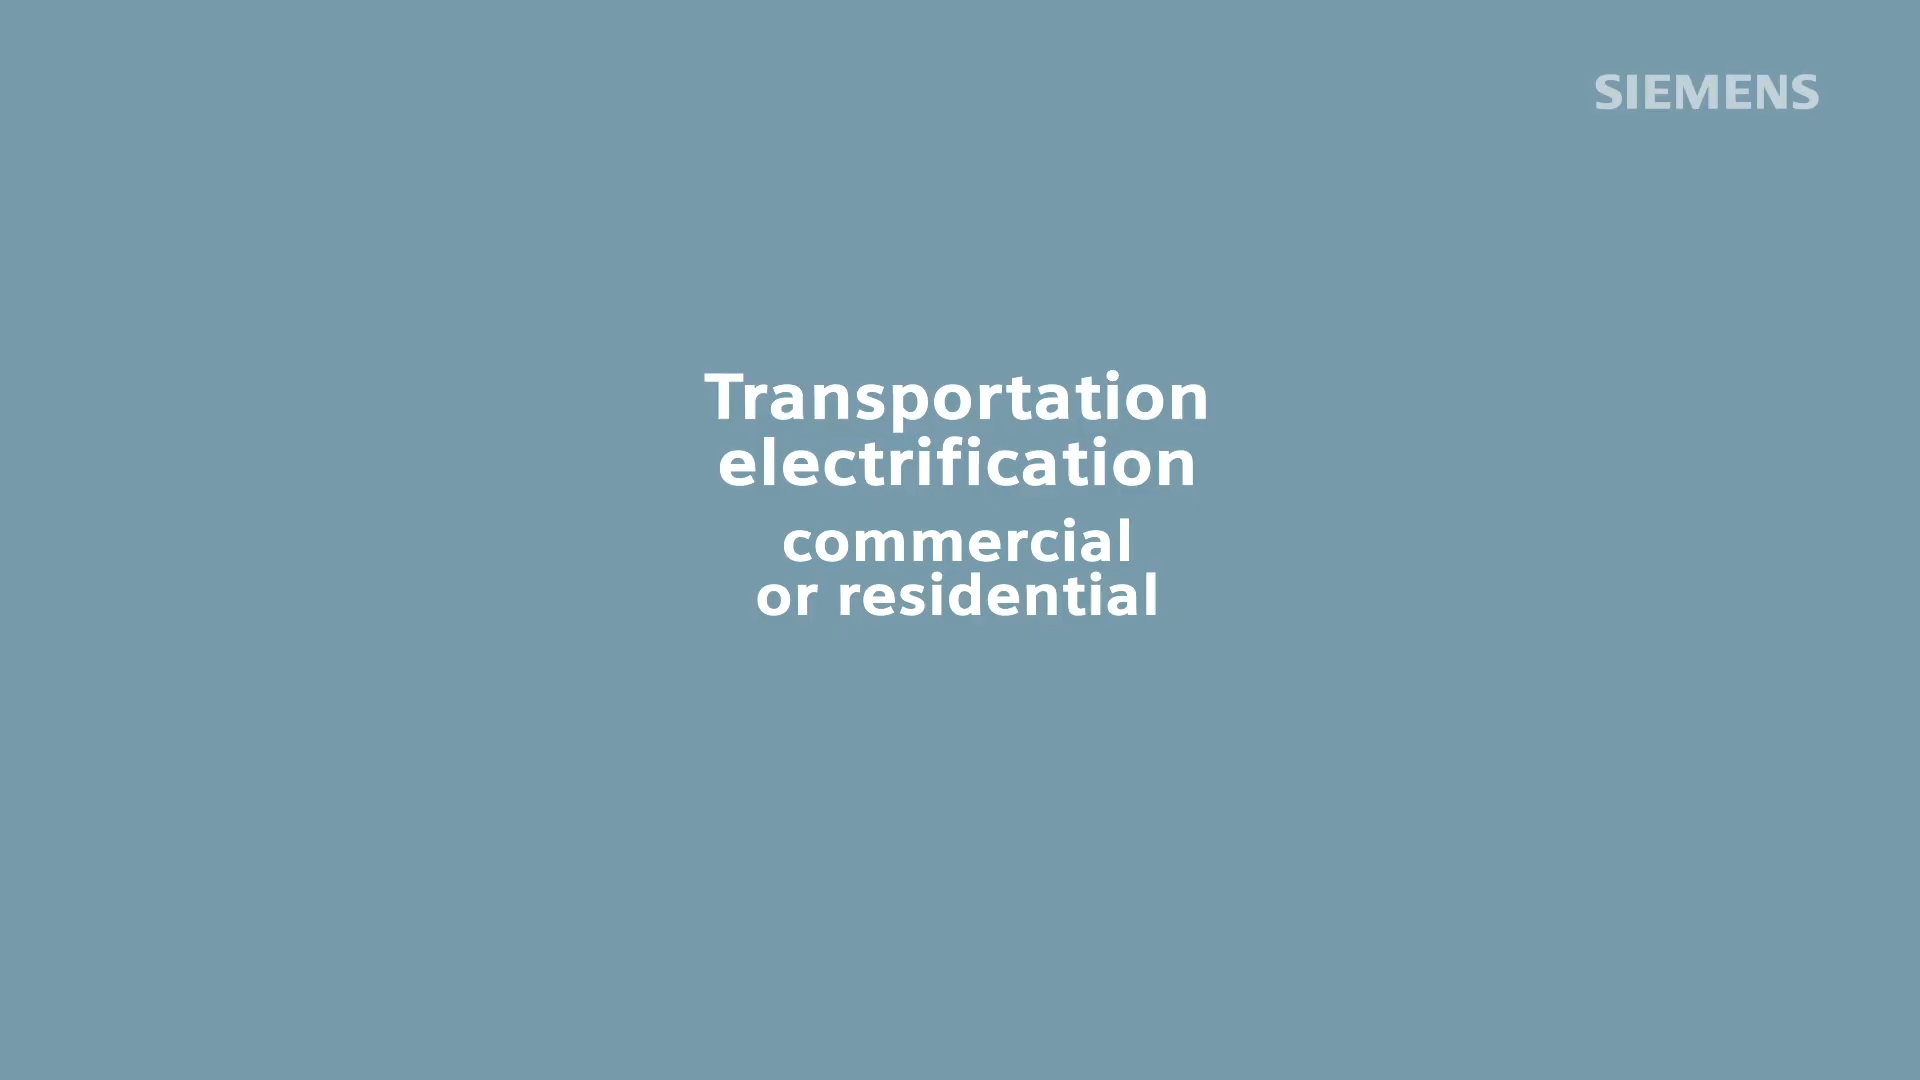 SIEMENS
Transportation
electrification
commercial
or residential